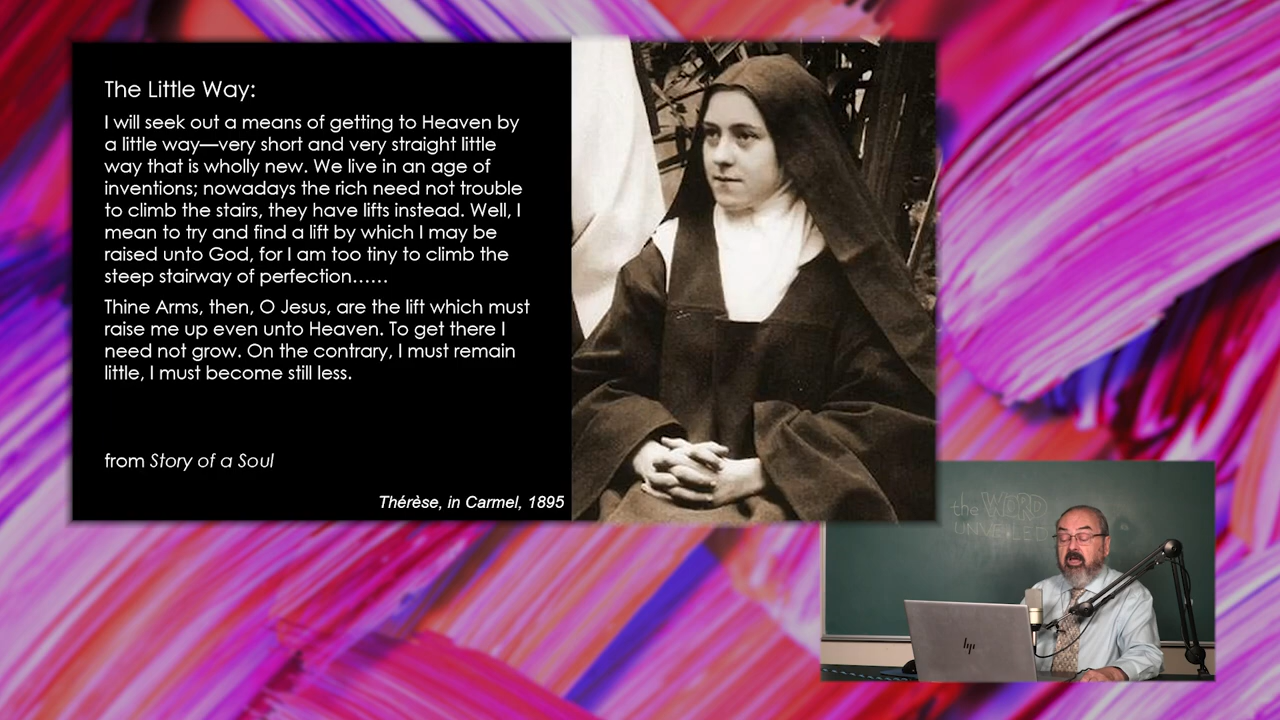 The Little Way:
I will seek out a means of getting to Heaven by
a little way—very short and very straight little
way that is wholly new. We live in an age of
inventions; nowadays the rich need not trouble
to climb the stairs, they have lifts instead. Well, I
mean to try and find a lift by which I may be
raised unto God, for I am too tiny to climb the
steep stairway of perfection……
Thine Arms, then, O Jesus, are the lift which must
raise me up even unto Heaven. To get there I
need not grow. On the contrary, I must remain
little, I must become still less.
from Story of a Soul
Thérèse, in Carmel, 1895
the WORD
UNVEILED
hp